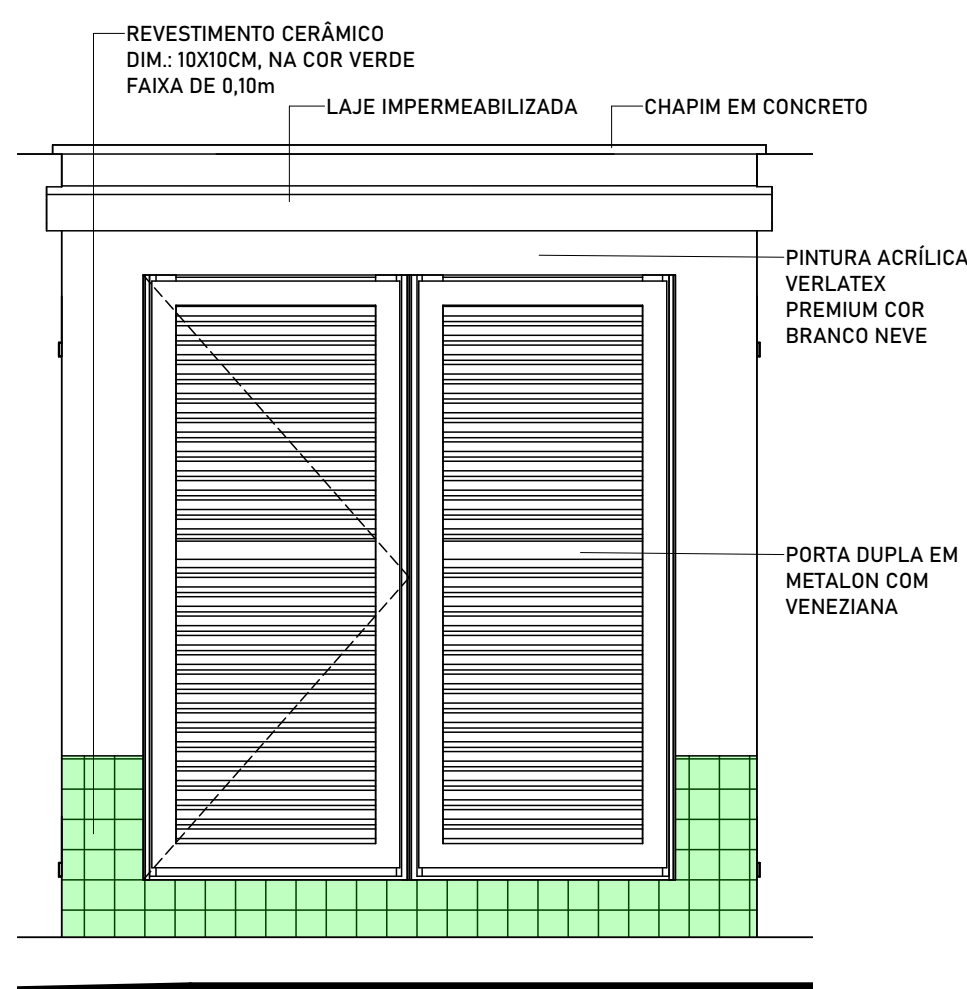 REVESTIMENTO CERÂMICO
DIM.: 10X10CM, NA COR VERDE
FAIXA DE 0,10m
LAJE IMPERMEABILIZADA
CHAPIM EM CONCRETO
PINTURA ACRÍLICA
VERLATEX
PREMIUM COR
BRANCO NEVE
PORTA DUPLA EM
METALON COM
VENEZIANA